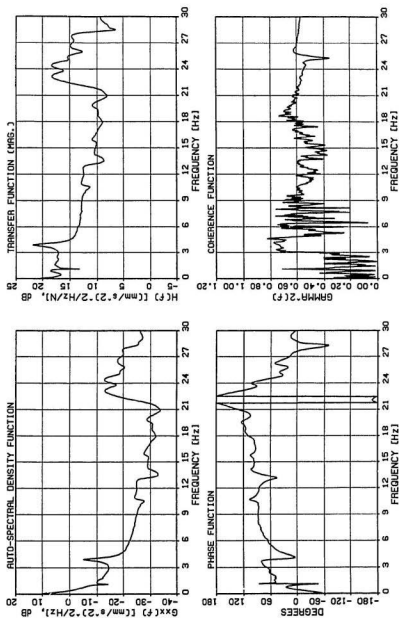 AUTO-SPECTRAL DENSITY FUNCTION
Gxx(f) [(mm/s^2)^2/Hz], dB
20
10
0
-10
-20
-30
-40
0 3 6 9 12 15 18 21 24 27 30
FREQUENCY [Hz]
TRANSFER FUNCTION (MAG.)
H(f) [(mm/s^2)^2/Hz/N], dB
25
20
15
10
5
0
-5
0 3 6 9 12 15 18 21 24 27 30
FREQUENCY [Hz]
PHASE FUNCTION
DEGREES
180
120
60
0
-60
-120
-180
0 3 6 9 12 15 18 21 24 27 30
FREQUENCY [Hz]
COHERENCE FUNCTION
GAMMA^2(F)
1.20
1.00
0.80
0.60
0.40
0.20
0.00
0 3 6 9 12 15 18 21 24 27 30
FREQUENCY [Hz]